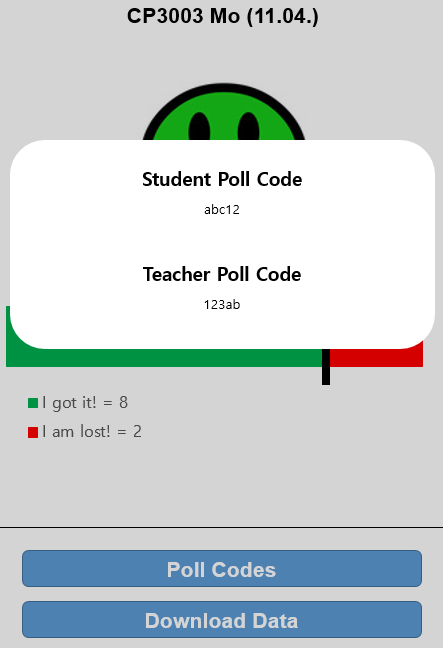 CP3003 Mo (11.04.)
Student Poll Code
abc12
Teacher Poll Code
123ab
I got it! = 8
I am lost! = 2
Poll Codes
Download Data